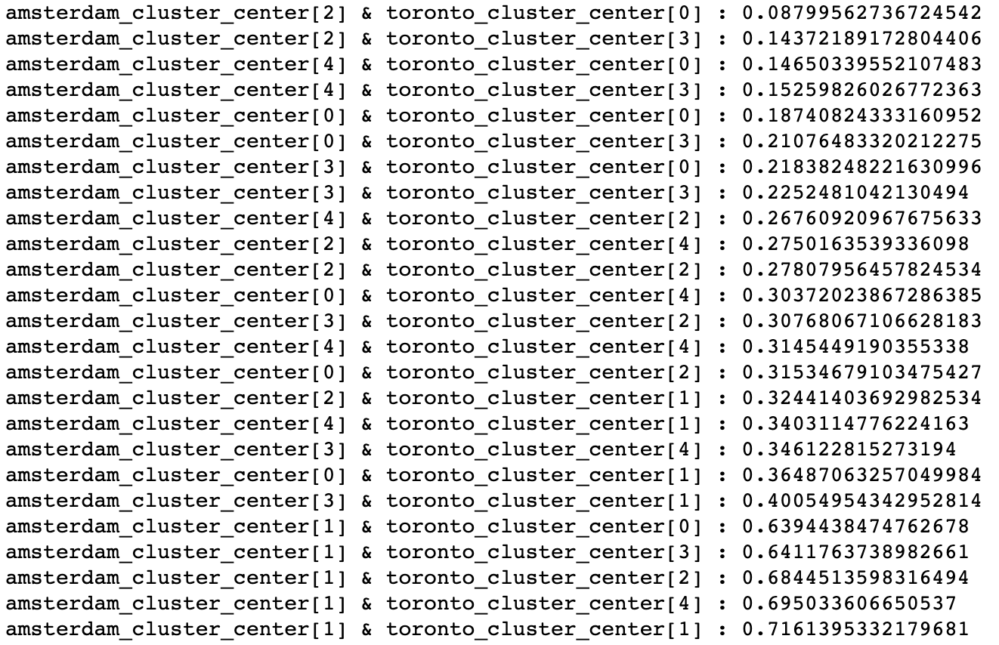 amsterdam_cluster_center[2] & toronto_cluster_center[0] : 0.08799562736724542
amsterdam_cluster_center[2] & toronto_cluster_center[3] : 0.14372189172804406
amsterdam_cluster_center[4] & toronto_cluster_center[0] : 0.14650339552107483
amsterdam_cluster_center[4] & toronto_cluster_center[3] : 0.15259826026772363
amsterdam_cluster_center[0] & toronto_cluster_center[0] : 0.18740824333160952
amsterdam_cluster_center[0] & toronto_cluster_center[3] : 0.21076483320212275
amsterdam_cluster_center[3] & toronto_cluster_center[0] : 0.21838248221630996
amsterdam_cluster_center[3] & toronto_cluster_center[3] : 0.2252481042130494
amsterdam_cluster_center[4] & toronto_cluster_center[2] : 0.26760920967675633
amsterdam_cluster_center[2] & toronto_cluster_center[4] : 0.2750163539336098
amsterdam_cluster_center[2] & toronto_cluster_center[2] : 0.27807956457824534
amsterdam_cluster_center[0] & toronto_cluster_center[4] : 0.30372023867286385
amsterdam_cluster_center[3] & toronto_cluster_center[2] : 0.30768067106628183
amsterdam_cluster_center[4] & toronto_cluster_center[4] : 0.3145449190355338
amsterdam_cluster_center[0] & toronto_cluster_center[2] : 0.31534679103475427
amsterdam_cluster_center[2] & toronto_cluster_center[1] : 0.32441403692982534
amsterdam_cluster_center[4] & toronto_cluster_center[1] : 0.3403114776224163
amsterdam_cluster_center[3] & toronto_cluster_center[4] : 0.346122815273194
amsterdam_cluster_center[0] & toronto_cluster_center[1] : 0.36487063257049984
amsterdam_cluster_center[3] & toronto_cluster_center[1] : 0.40054954342952814
amsterdam_cluster_center[1] & toronto_cluster_center[0] : 0.6394438474762678
amsterdam_cluster_center[1] & toronto_cluster_center[3] : 0.6411763738982661
amsterdam_cluster_center[1] & toronto_cluster_center[2] : 0.6844513598316494
amsterdam_cluster_center[1] & toronto_cluster_center[4] : 0.695033606650537
amsterdam_cluster_center[1] & toronto_cluster_center[1] : 0.7161395332179681